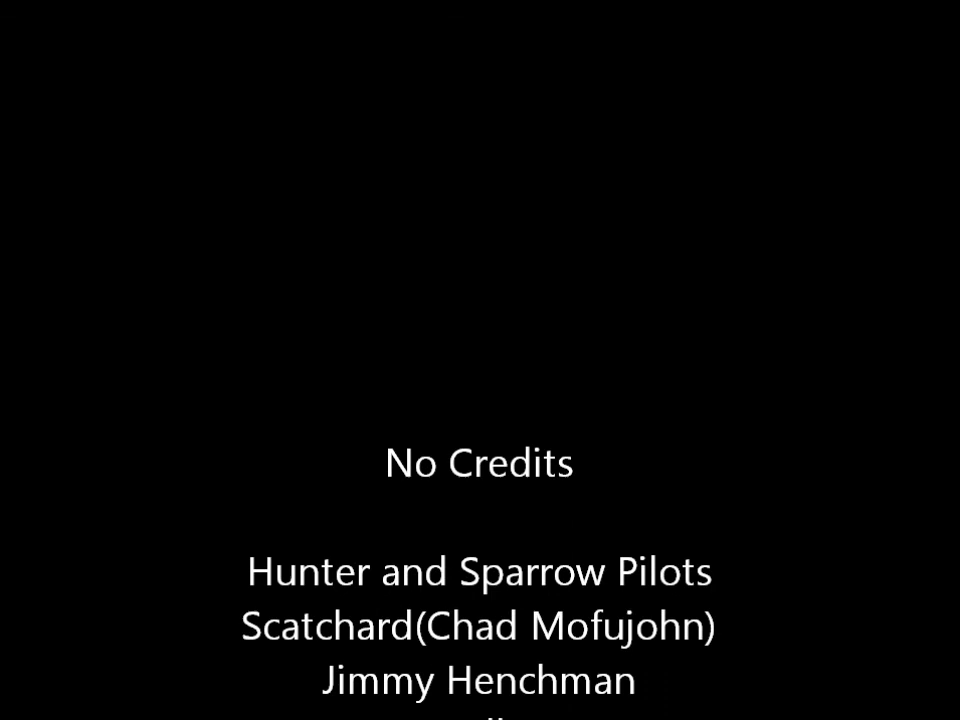 No Credits
Hunter and Sparrow Pilots
Scatchard(Chad Mofujohn)
Jimmy Henchman